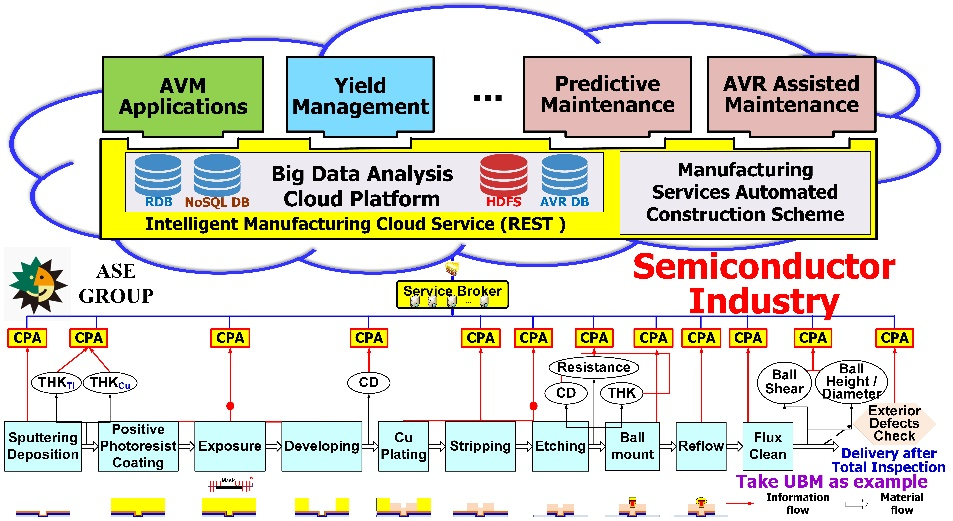 AVM
Applications
Yield
Management
...
Predictive
Maintenance
AVR Assisted
Maintenance
RDB
NoSQL DB
Big Data Analysis
Cloud Platform
HDFS
AVR DB
Intelligent Manufacturing Cloud Service (REST )
Manufacturing
Services Automated
Construction Scheme
ASE
GROUP
Service Broker
...
Semiconductor
Industry
CPA
CPA
CPA
CPA
CPA
CPA
CPA
CPA
CPA
CPA
CPA
CPA
THKTi
THKCu
CD
Resistance
CD
THK
Ball
Shear
Ball
Height /
Diameter
Exterior
Defects
Check
Sputtering
Deposition
Positive
Photoresist
Coating
Exposure
Developing
Cu
Plating
Stripping
Etching
Ball
mount
Reflow
Flux
Clean
Delivery after
Total Inspection
Take UBM as example
Mask
Information
flow
Material
flow